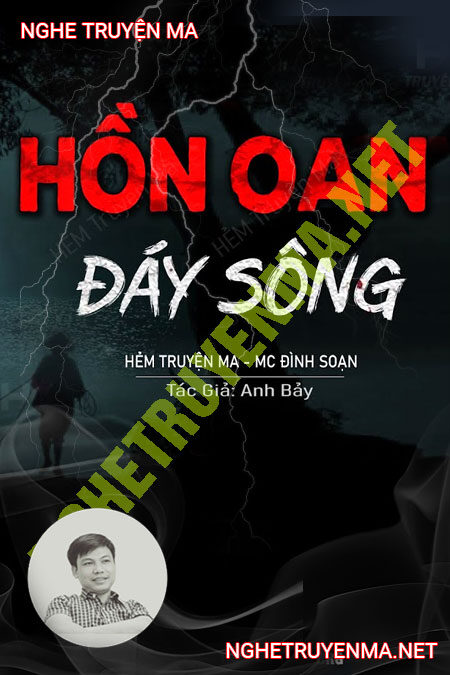 NGHE TRUYỆN MA
HỒN OAN
ĐÁY SÔNG
HẺM TRUYỆN MA - MC ĐÌNH SOẠN
Tác Giả: Anh Bảy
NGHETRUYENMA.NET
NGHETRUYENMA.NET